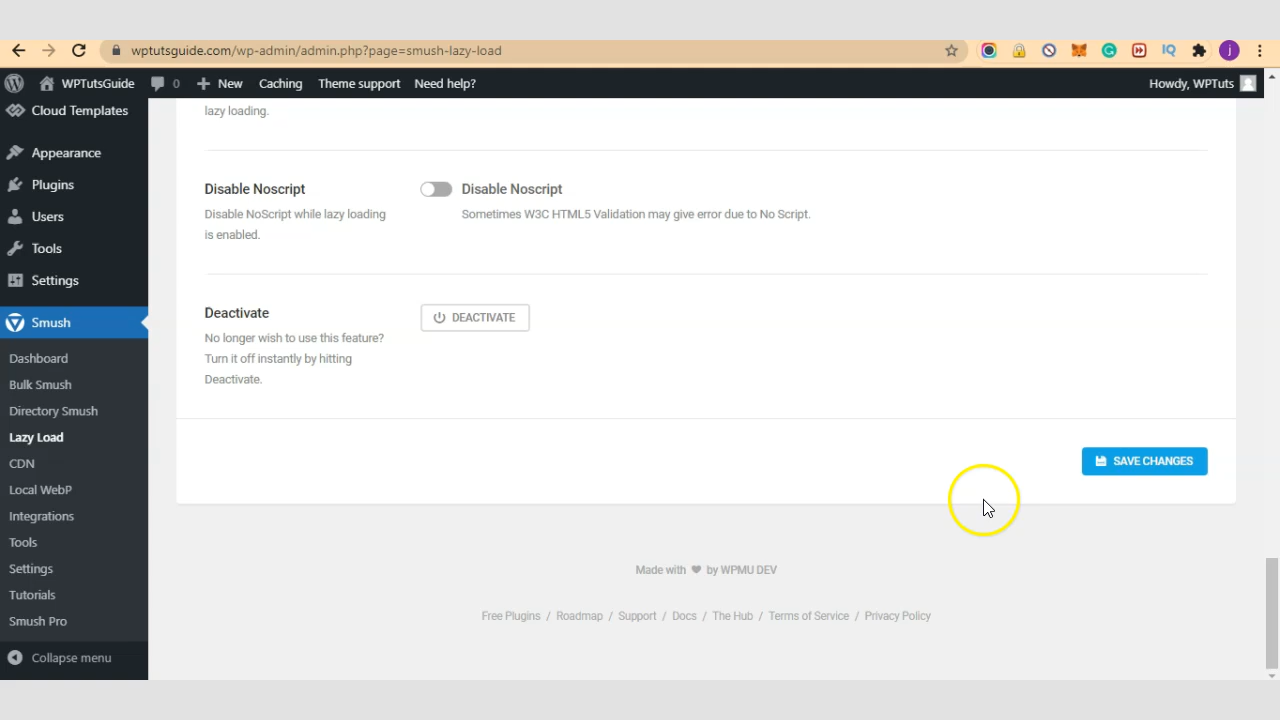 wptutsguide.com/wp-admin/admin.php?page=smush-lazy-load
IQ
j
WPTutsGuide
0
New
Caching
Theme support
Need help?
Howdy, WPTuts
Cloud Templates
Appearance
Plugins
Users
Tools
Settings
Smush
Dashboard
Bulk Smush
Directory Smush
Lazy Load
CDN
Local WebP
Integrations
Tools
Settings
Tutorials
Smush Pro
Collapse menu
lazy loading.
Disable Noscript
Disable NoScript while lazy loading
is enabled.
Disable Noscript
Sometimes W3C HTML5 Validation may give error due to No Script.
Deactivate
No longer wish to use this feature?
Turn it off instantly by hitting
Deactivate.
DEACTIVATE
SAVE CHANGES
Made with ♥ by WPMU DEV
Free Plugins / Roadmap / Support / Docs / The Hub / Terms of Service / Privacy Policy